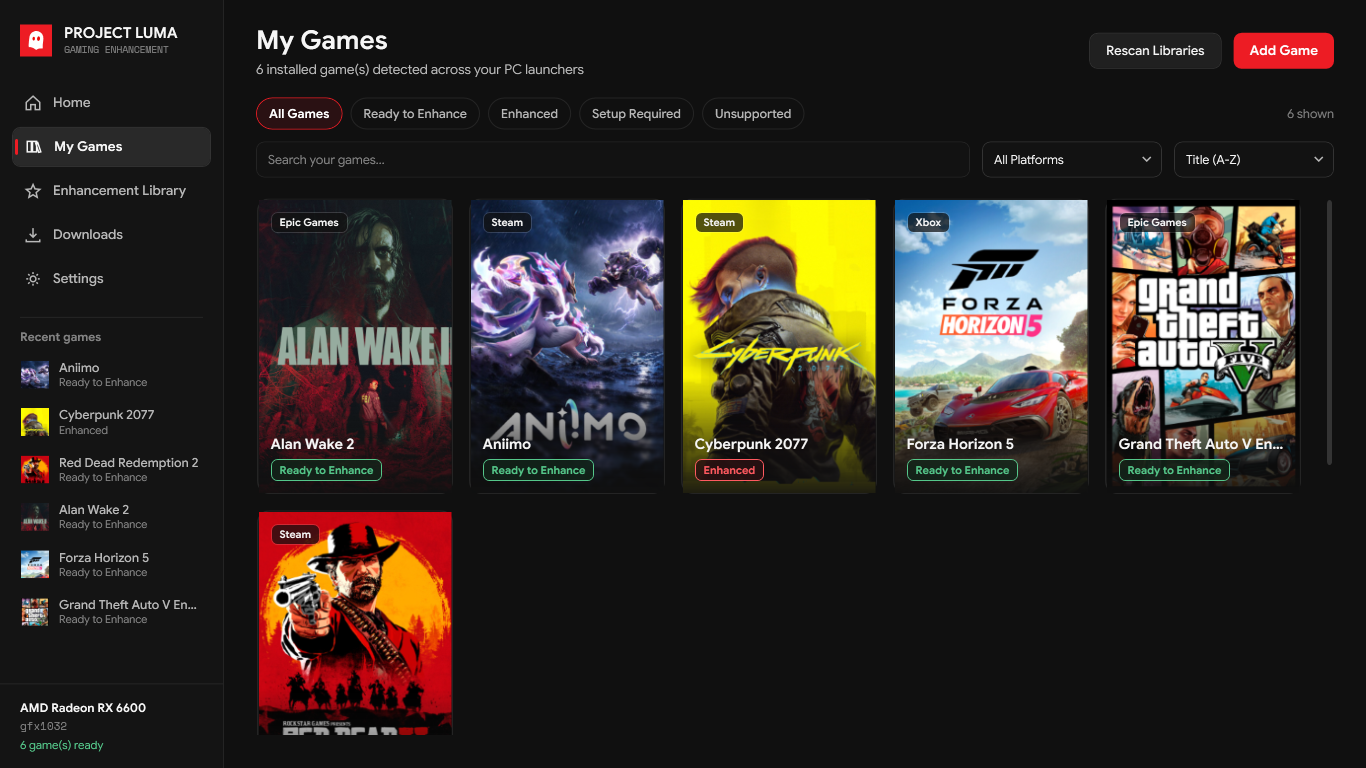 PROJECT LUMA
GAMING ENHANCEMENT
Home
My Games
Enhancement Library
Downloads
Settings
Recent games
Aniimo
Ready to Enhance
Cyberpunk 2077
Enhanced
Red Dead Redemption 2
Ready to Enhance
Alan Wake 2
Ready to Enhance
Forza Horizon 5
Ready to Enhance
Grand Theft Auto V En...
Ready to Enhance
AMD Radeon RX 6600
gfx1032
6 game(s) ready
My Games
6 installed game(s) detected across your PC launchers
Rescan Libraries
Add Game
All Games
Ready to Enhance
Enhanced
Setup Required
Unsupported
6 shown
Search your games...
All Platforms
Title (A-Z)
Epic Games
ALAN WAKE II
Alan Wake 2
Ready to Enhance
Steam
ANIIMO
Aniimo
Ready to Enhance
Steam
Cyberpunk
2077
Cyberpunk 2077
Enhanced
Xbox
FORZA
HORIZON 5
Forza Horizon 5
Ready to Enhance
Epic Games
grand
theft
auto V
FIVE
Grand Theft Auto V En...
Ready to Enhance
Steam
ROCKSTAR GAMES PRESENTS
RED DEAD